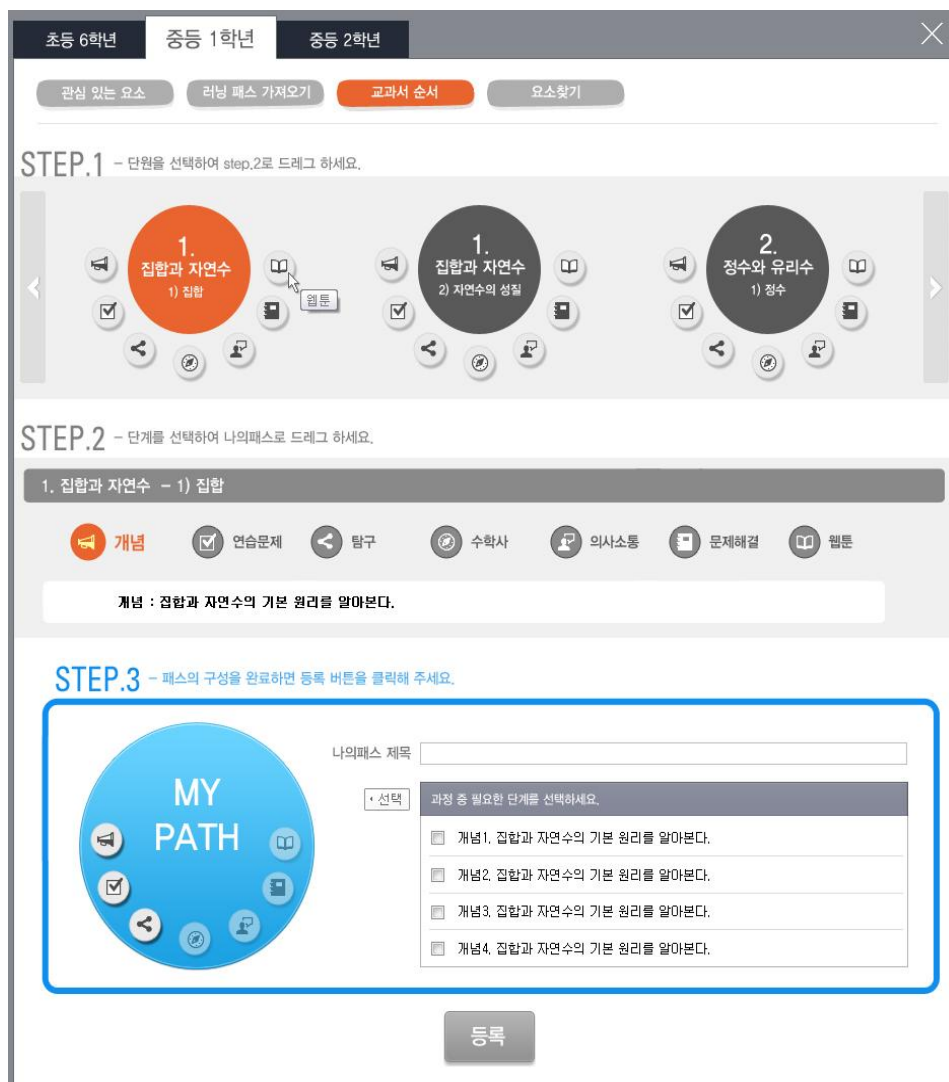 초등 6학년
중등 1학년
중등 2학년
관심 있는 요소
러닝 패스 가져오기
교과서 순서
요소찾기
STEP.1 - 단원을 선택하여 step.2로 드레그 하세요.
1.
집합과 자연수
1) 집합
웹툰
1.
집합과 자연수
2) 자연수의 성질
2.
정수와 유리수
1) 정수
STEP.2 - 단계를 선택하여 나의패스로 드레그 하세요.
1. 집합과 자연수 - 1) 집합
개념
연습문제
탐구
수학사
의사소통
문제해결
웹툰
개념 : 집합과 자연수의 기본 원리를 알아본다.
STEP.3 - 패스의 구성을 완료하면 등록 버튼을 클릭해 주세요.
MY
PATH
나의패스 제목
선택
과정 중 필요한 단계를 선택하세요.
개념1. 집합과 자연수의 기본 원리를 알아본다.
개념2. 집합과 자연수의 기본 원리를 알아본다.
개념3. 집합과 자연수의 기본 원리를 알아본다.
개념4. 집합과 자연수의 기본 원리를 알아본다.
등록